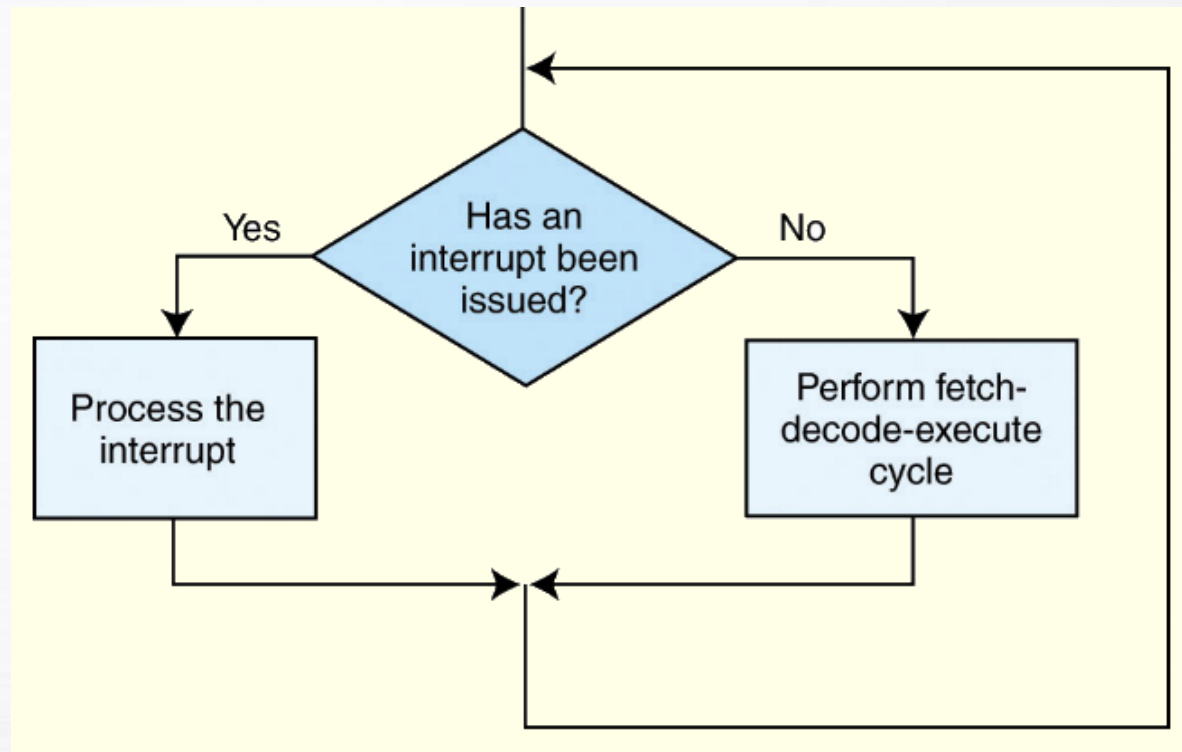 Has an
interrupt been
issued?
Yes
No
Process the
interrupt
Perform fetch-
decode-execute
cycle